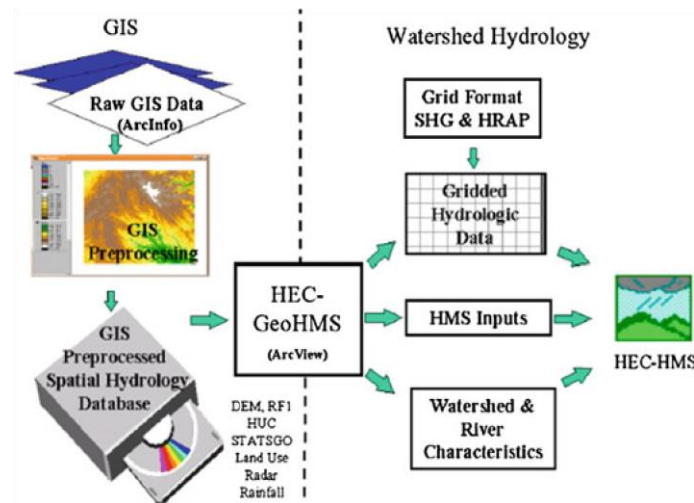 GIS
Raw GIS Data
(ArcInfo)
GIS
Preprocessing
GIS
Preprocessed
Spatial Hydrology
Database
DEM, RF1
HUC
STATSGO
Land Use
Radar
Rainfall
HEC-
GeoHMS
(ArcView)
Watershed Hydrology
Grid Format
SHG & HRAP
Gridded
Hydrologic
Data
HMS Inputs
Watershed &
River
Characteristics
HEC-HMS